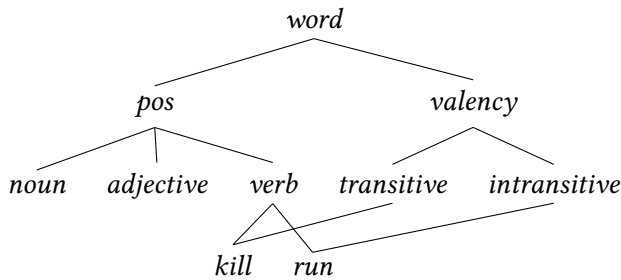 word
pos valency
noun adjective verb transitive intransitive
kill run